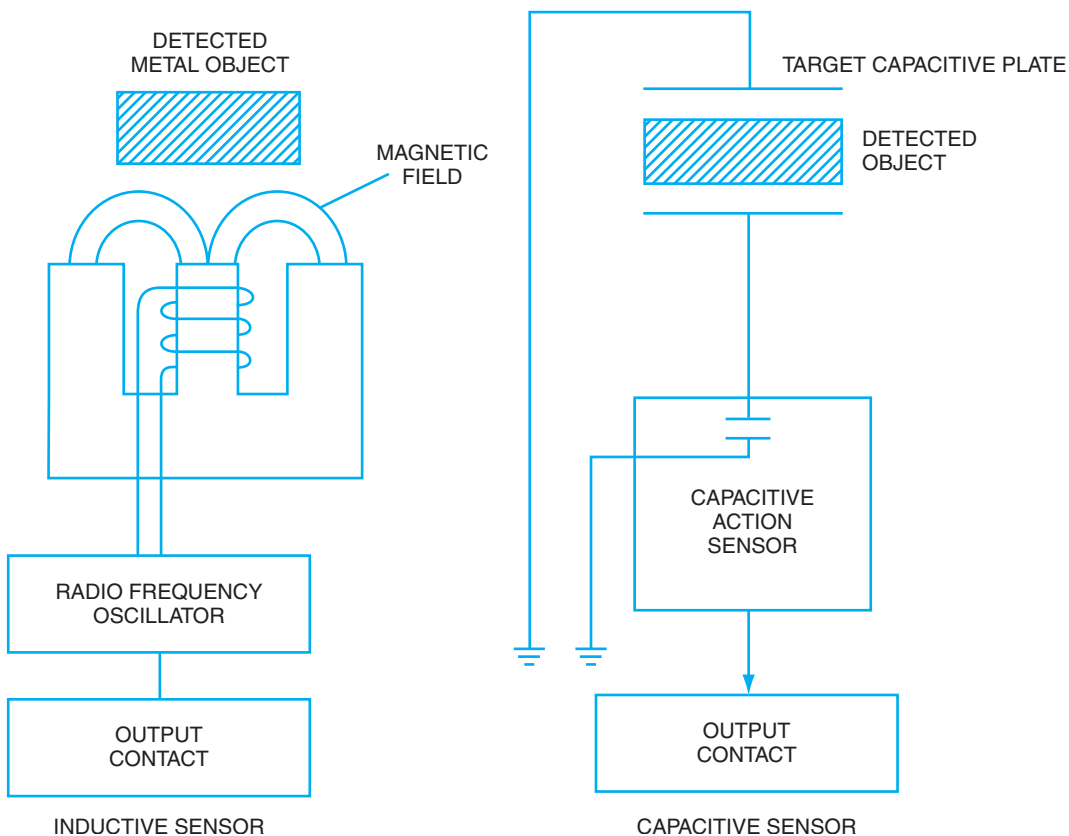 DETECTED
METAL OBJECT
MAGNETIC
FIELD
RADIO FREQUENCY
OSCILLATOR
OUTPUT
CONTACT
INDUCTIVE SENSOR
TARGET CAPACITIVE PLATE
DETECTED
OBJECT
CAPACITIVE
ACTION
SENSOR
OUTPUT
CONTACT
CAPACITIVE SENSOR